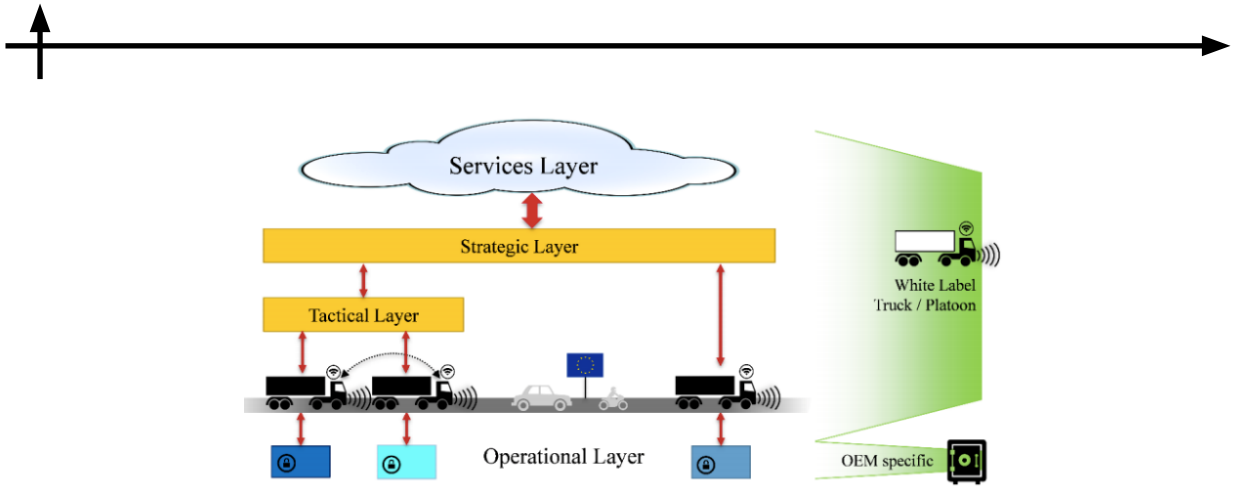 Services Layer
Strategic Layer
White Label
Truck / Platoon
Tactical Layer
Operational Layer
OEM specific